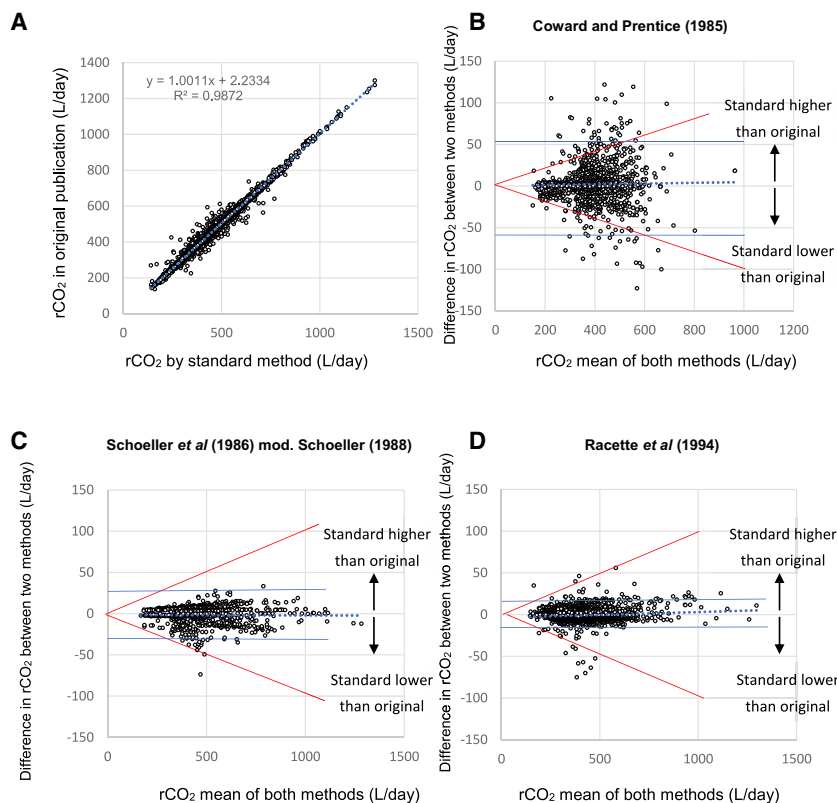 A
y = 1.0011x + 2.2334
R² = 0.9872
rCO₂ in original publication (L/day)
1400
1200
1000
800
600
400
200
0
0 500 1000 1500
rCO₂ by standard method (L/day)
B
Coward and Prentice (1985)
Difference in rCO₂ between two methods (L/day)
150
100
50
0
-50
-100
-150
Standard higher
than original
Standard lower
than original
0 200 400 600 800 1000 1200
rCO₂ mean of both methods (L/day)
C
Schoeller et al (1986) mod. Schoeller (1988)
Difference in rCO₂ between two methods (L/day)
150
100
50
0
-50
-100
-150
Standard higher
than original
Standard lower
than original
0 500 1000 1500
rCO₂ mean of both methods (L/day)
D
Racette et al (1994)
Difference in rCO₂ between two methods (L/day)
150
100
50
0
-50
-100
-150
Standard higher
than original
Standard lower
than original
0 500 1000 1500
rCO₂ mean of both methods (L/day)